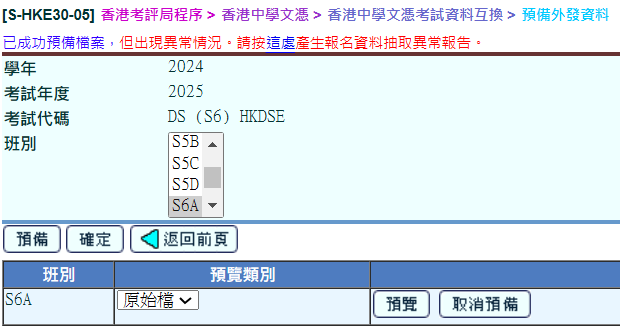 [S-HKE30-05] 香港考評局程序 > 香港中學文憑 > 香港中學文憑考試資料互換 > 預備外發資料
已成功預備檔案，但出現異常情況。請按這處產生報名資料抽取異常報告。
學年 2024
考試年度 2025
考試代碼 DS (S6) HKDSE
班別 S5B
S5C
S5D
S6A
預備 確定 返回前頁
班別 預覽類別
S6A 原始檔 預覽 取消預備